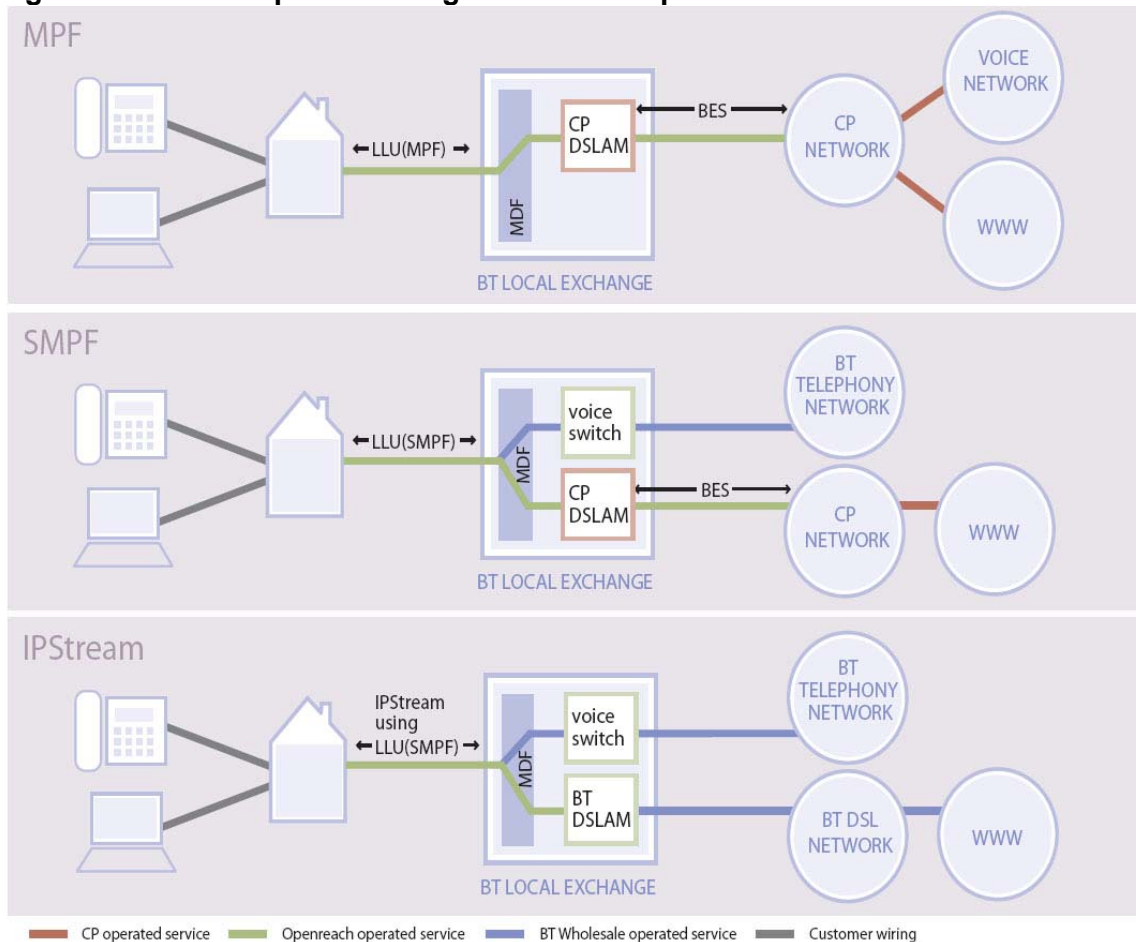 MPF
VOICE
NETWORK
BES
CP
DSLAM
CP
NETWORK
LLU(MPF)
MDF
WWW
BT LOCAL EXCHANGE
SMPF
BT
TELEPHONY
NETWORK
voice
switch
LLU(SMPF)
MDF
BES
CP
DSLAM
CP
NETWORK
WWW
BT LOCAL EXCHANGE
IPStream
BT
TELEPHONY
NETWORK
IPStream
using
LLU(SMPF)
voice
switch
MDF
BT
DSLAM
BT DSL
NETWORK
WWW
BT LOCAL EXCHANGE
CP operated service
Openreach operated service
BT Wholesale operated service
Customer wiring